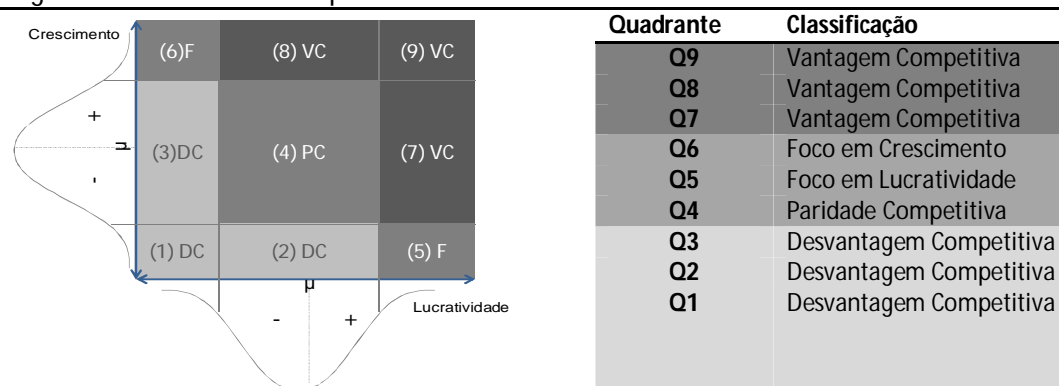 Crescimento
(6)F (8) VC (9) VC
+
μ
-
(3)DC (4) PC (7) VC
(1) DC (2) DC (5) F
μ
Lucratividade
- +
Quadrante Classificação
Q9 Vantagem Competitiva
Q8 Vantagem Competitiva
Q7 Vantagem Competitiva
Q6 Foco em Crescimento
Q5 Foco em Lucratividade
Q4 Paridade Competitiva
Q3 Desvantagem Competitiva
Q2 Desvantagem Competitiva
Q1 Desvantagem Competitiva